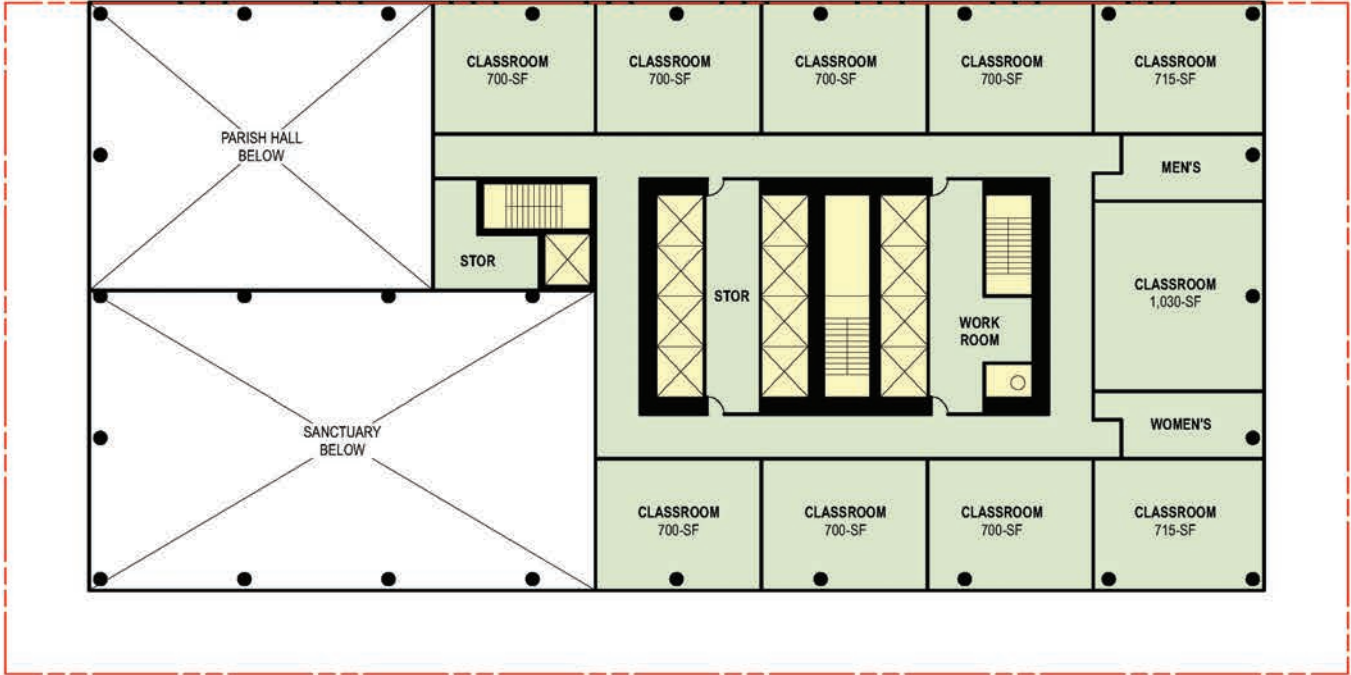 CLASSROOM
700-SF
CLASSROOM
700-SF
CLASSROOM
700-SF
CLASSROOM
700-SF
CLASSROOM
715-SF
PARISH HALL
BELOW
MEN'S
STOR
STOR
WORK
ROOM
CLASSROOM
1,030-SF
SANCTUARY
BELOW
WOMEN'S
CLASSROOM
700-SF
CLASSROOM
700-SF
CLASSROOM
700-SF
CLASSROOM
715-SF